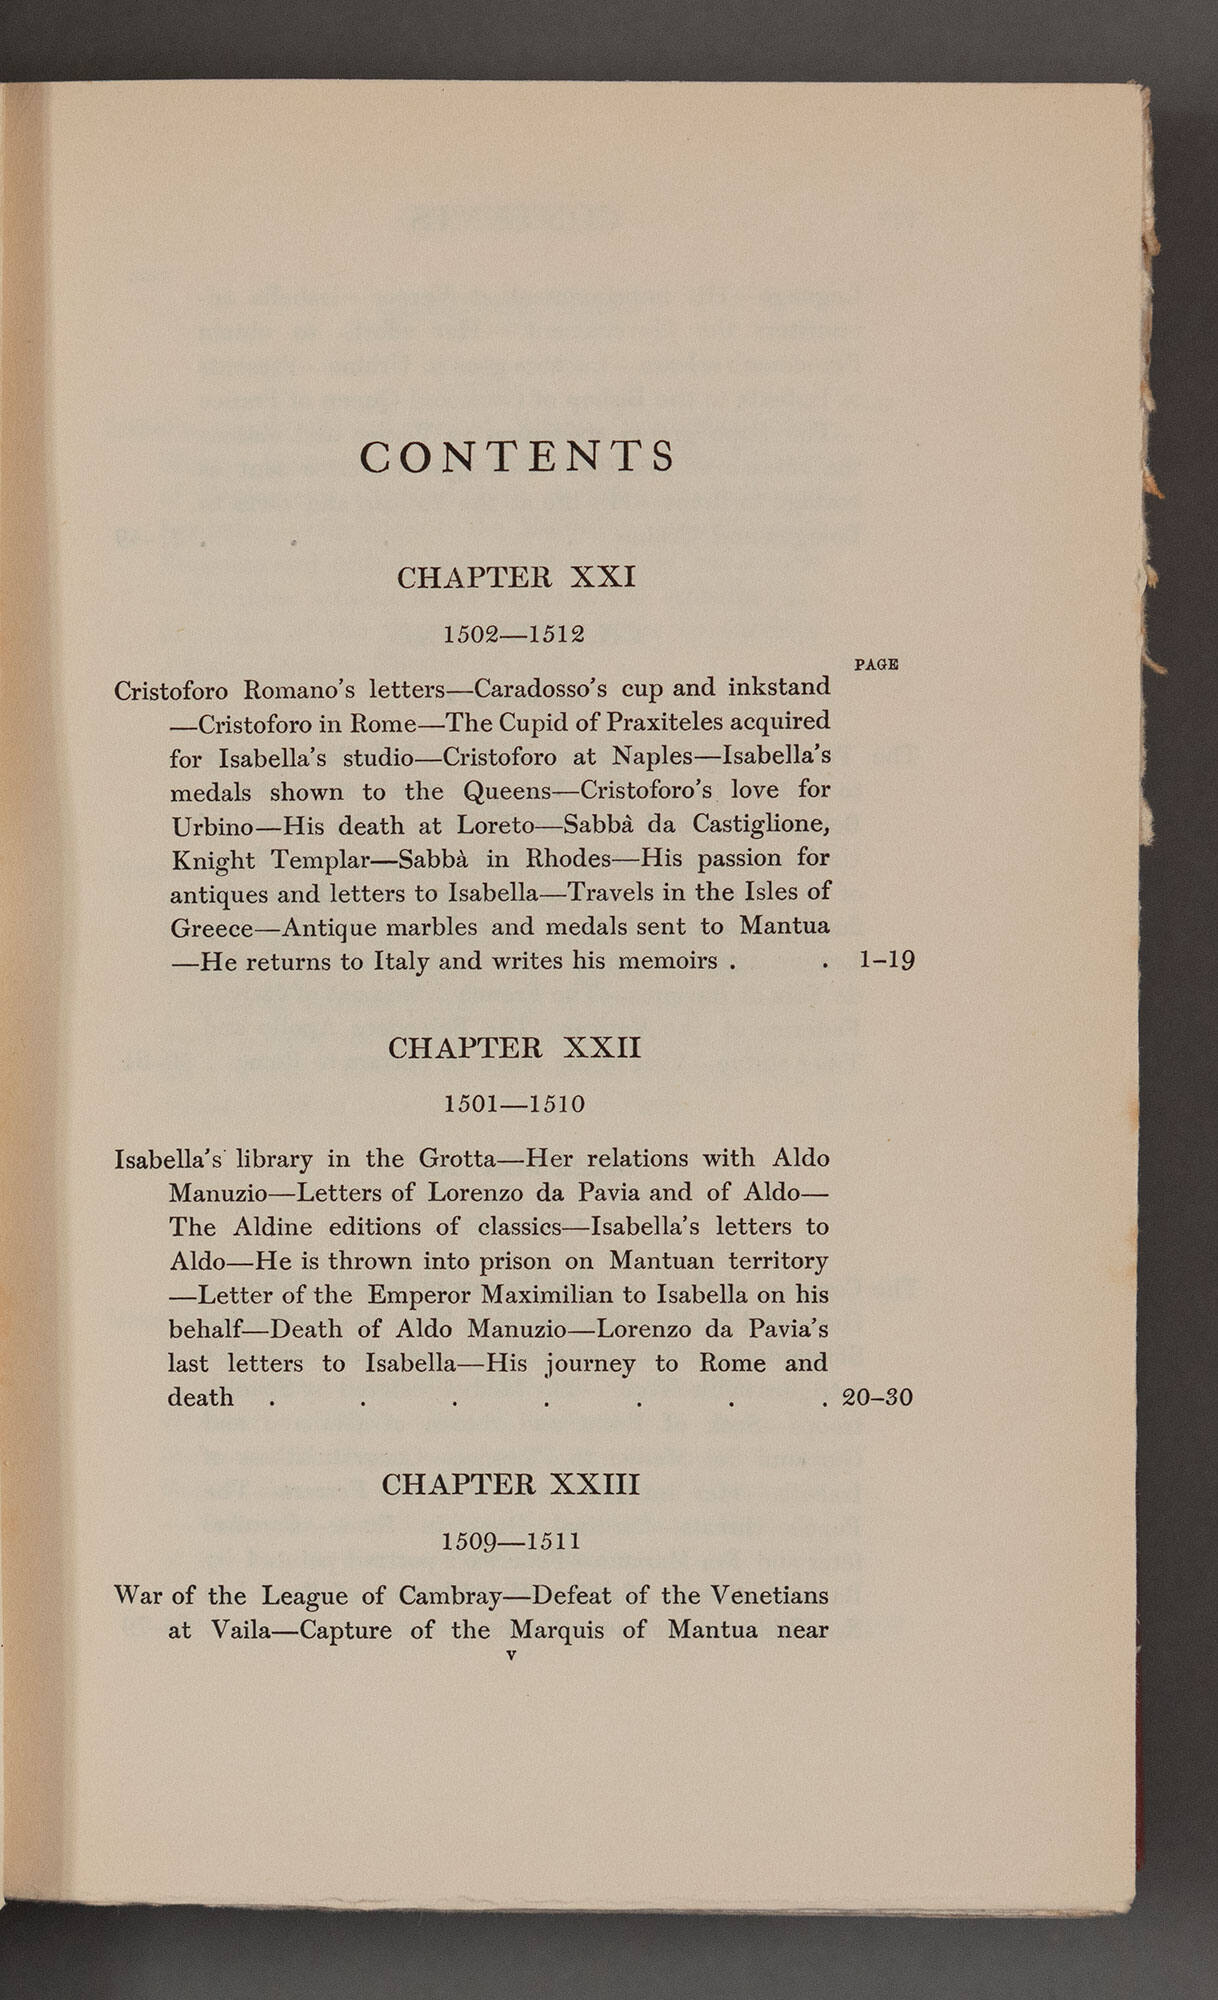 CONTENTS
CHAPTER XXI
1502—1512
PAGE
Cristoforo Romano's letters—Caradosso's cup and inkstand
—Cristoforo in Rome—The Cupid of Praxiteles acquired
for Isabella's studio—Cristoforo at Naples—Isabella's
medals shown to the Queens—Cristoforo's love for
Urbino—His death at Loreto—Sabbà da Castiglione,
Knight Templar—Sabbà in Rhodes—His passion for
antiques and letters to Isabella—Travels in the Isles of
Greece—Antique marbles and medals sent to Mantua
—He returns to Italy and writes his memoirs . . 1–19
CHAPTER XXII
1501—1510
Isabella's library in the Grotta—Her relations with Aldo
Manuzio—Letters of Lorenzo da Pavia and of Aldo—
The Aldine editions of classics—Isabella's letters to
Aldo—He is thrown into prison on Mantuan territory
—Letter of the Emperor Maximilian to Isabella on his
behalf—Death of Aldo Manuzio—Lorenzo da Pavia's
last letters to Isabella—His journey to Rome and
death . . . . . . . 20–30
CHAPTER XXIII
1509—1511
War of the League of Cambray—Defeat of the Venetians
at Vaila—Capture of the Marquis of Mantua near
v